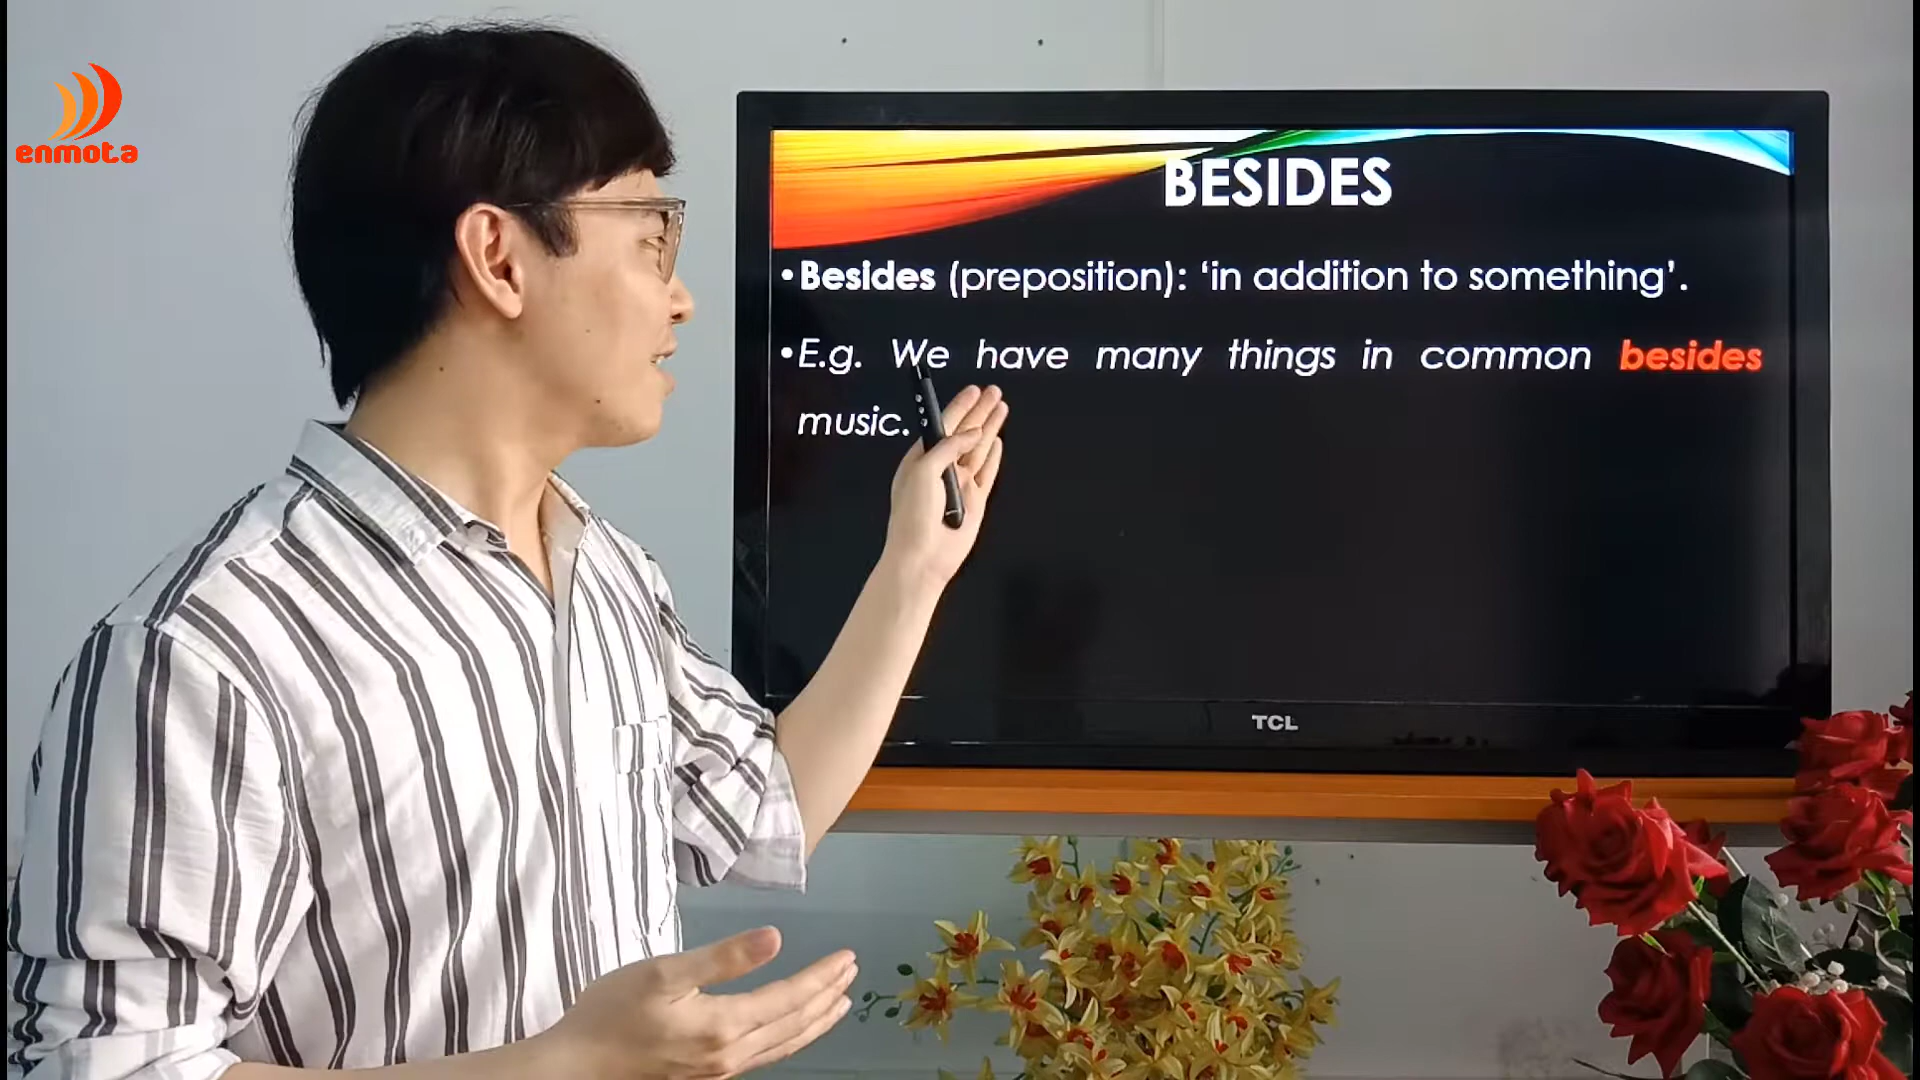 enmota
BESIDES
•Besides (preposition): ‘in addition to something’.
•E.g. We have many things in common besides
music.
TCL